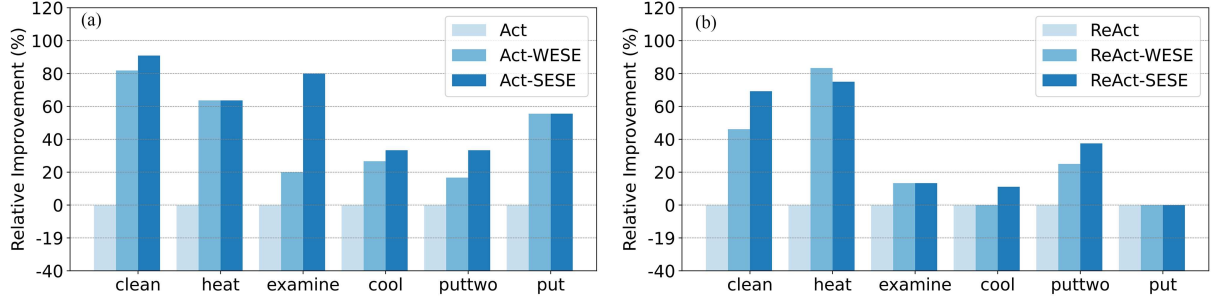 (a)
Relative Improvement (%)
120
100
80
60
40
20
0
-19
-40
Act
Act-WESE
Act-SESE
clean heat examine cool puttwo put
(b)
Relative Improvement (%)
120
100
80
60
40
20
0
-19
-40
ReAct
ReAct-WESE
ReAct-SESE
clean heat examine cool puttwo put